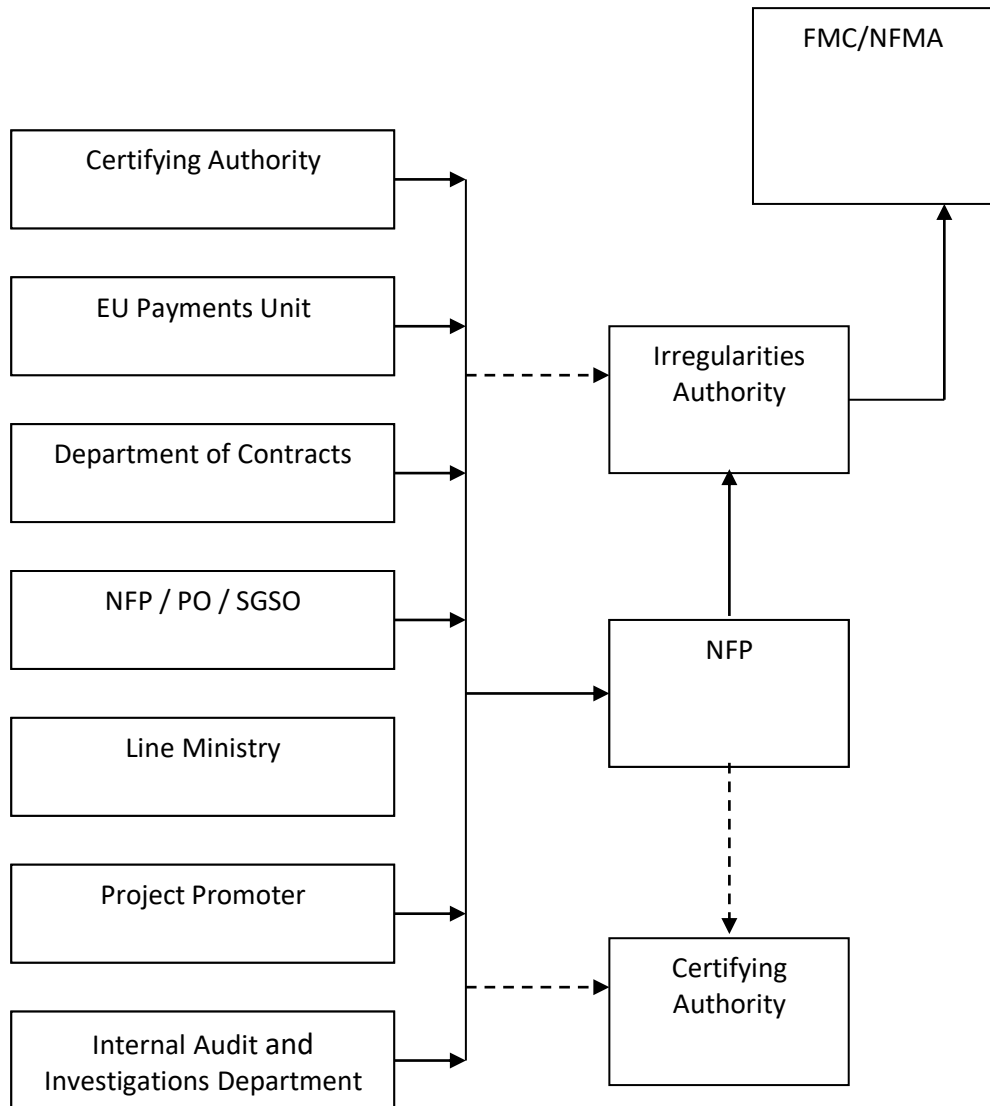 FMC/NFMA
Certifying Authority
EU Payments Unit
Irregularities
Authority
Department of Contracts
NFP / PO / SGSO
NFP
Line Ministry
Project Promoter
Certifying
Authority
Internal Audit and
Investigations Department